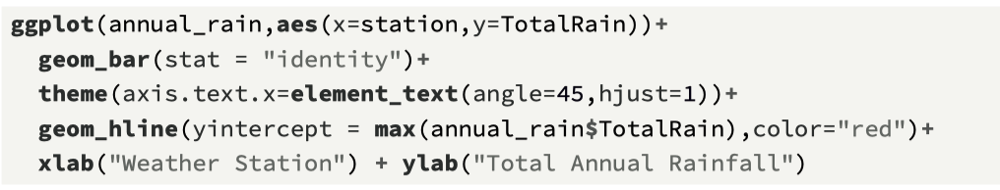 ggplot(annual_rain,aes(x=station,y=TotalRain))+
  geom_bar(stat = "identity")+
  theme(axis.text.x=element_text(angle=45,hjust=1))+
  geom_hline(yintercept = max(annual_rain$TotalRain),color="red")+
  xlab("Weather Station") + ylab("Total Annual Rainfall")